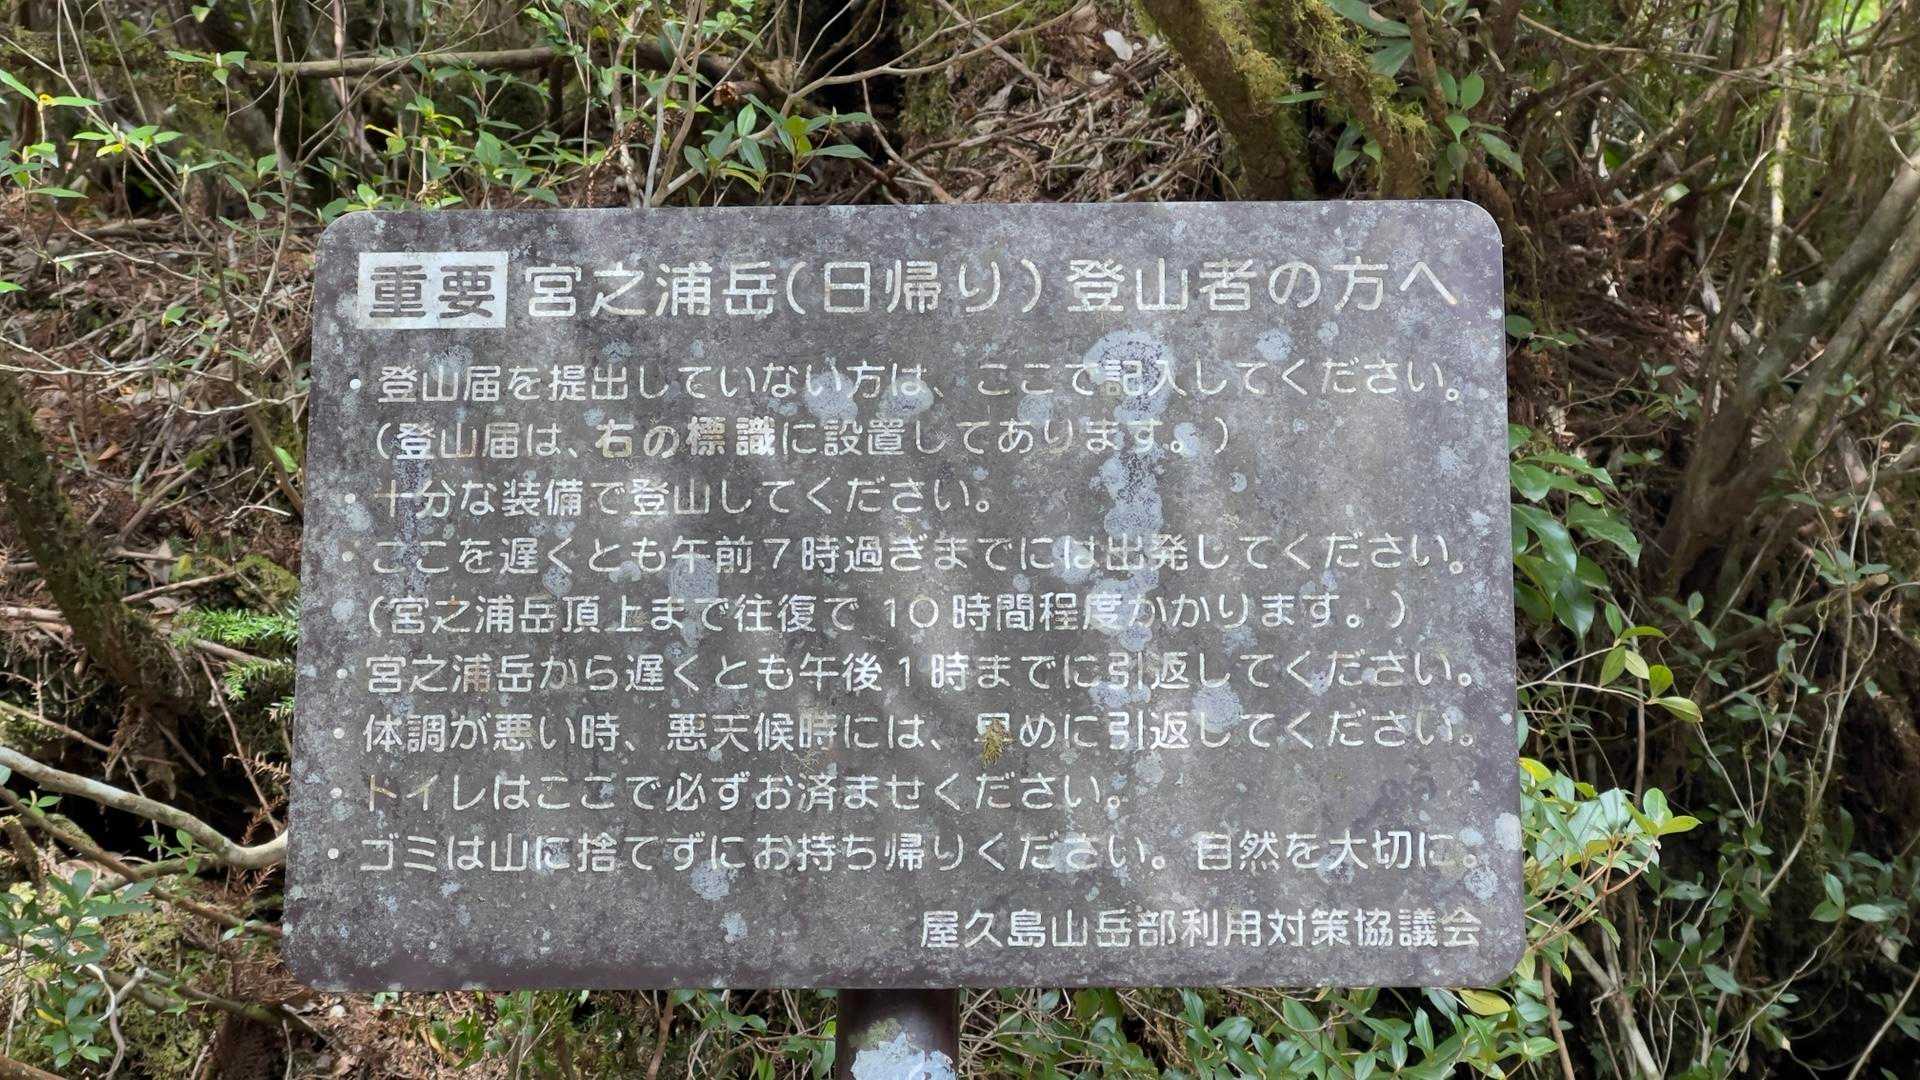 重要 宮之浦岳(日帰り)登山者の方へ
・登山届を提出していない方は、ここで記入してください。
(登山届は、右の標識に設置してあります。)
・十分な装備で登山してください。
・ここを遅くとも午前7時過ぎまでには出発してください。
(宮之浦岳頂上まで往復で10時間程度かかります。)
・宮之浦岳から遅くとも午後1時までに引返してください。
・体調が悪い時、悪天候時には、早めに引返してください。
・トイレはここで必ずお済ませください。
・ゴミは山に捨てずにお持ち帰りください。自然を大切に。
屋久島山岳部利用対策協議会